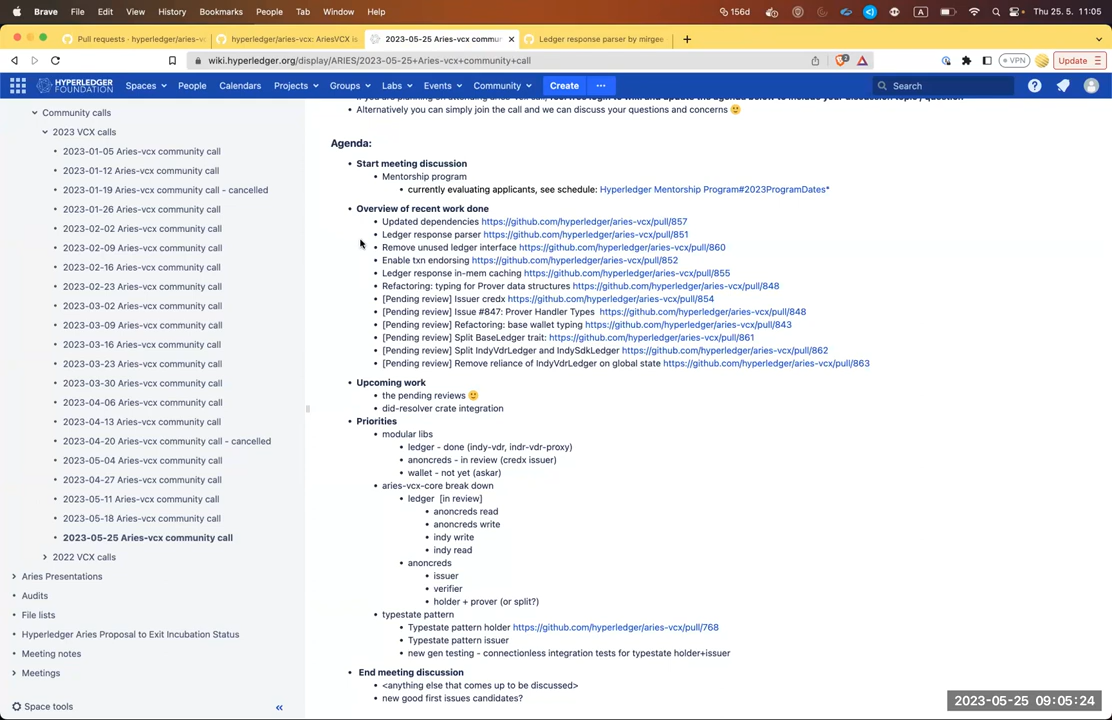 Brave File Edit View History Bookmarks People Tab Window Help 156d A Thu 25. 5. 11:05
Pull requests · hyperledger/aries-vc hyperledger/aries-vcx: AriesVCX is 2023-05-25 Aries-vcx commu Ledger response parser by mirgee
wiki.hyperledger.org/display/ARIES/2023-05-25+Aries-vcx+community+call 2 VPN Update
HYPERLEDGER FOUNDATION Spaces People Calendars Projects Groups Labs Events Community Create ... Search
Alternatively you can simply join the call and we can discuss your questions and concerns 🙂
Community calls
2023 VCX calls
2023-01-05 Aries-vcx community call
2023-01-12 Aries-vcx community call
2023-01-19 Aries-vcx community call - cancelled
2023-01-26 Aries-vcx community call
2023-02-02 Aries-vcx community call
2023-02-09 Aries-vcx community call
2023-02-16 Aries-vcx community call
2023-02-23 Aries-vcx community call
2023-03-02 Aries-vcx community call
2023-03-09 Aries-vcx community call
2023-03-16 Aries-vcx community call
2023-03-23 Aries-vcx community call
2023-03-30 Aries-vcx community call
2023-04-06 Aries-vcx community call
2023-04-13 Aries-vcx community call
2023-04-20 Aries-vcx community call - cancelled
2023-05-04 Aries-vcx community call
2023-04-27 Aries-vcx community call
2023-05-11 Aries-vcx community call
2023-05-18 Aries-vcx community call
2023-05-25 Aries-vcx community call
2022 VCX calls
Aries Presentations
Audits
File lists
Hyperledger Aries Proposal to Exit Incubation Status
Meeting notes
Meetings
Space tools
Agenda:
Start meeting discussion
Mentorship program
currently evaluating applicants, see schedule: Hyperledger Mentorship Program#2023ProgramDates*
Overview of recent work done
Updated dependencies https://github.com/hyperledger/aries-vcx/pull/857
Ledger response parser https://github.com/hyperledger/aries-vcx/pull/851
Remove unused ledger interface https://github.com/hyperledger/aries-vcx/pull/860
Enable txn endorsing https://github.com/hyperledger/aries-vcx/pull/852
Ledger response in-mem caching https://github.com/hyperledger/aries-vcx/pull/855
Refactoring: typing for Prover data structures https://github.com/hyperledger/aries-vcx/pull/848
[Pending review] Issuer credx https://github.com/hyperledger/aries-vcx/pull/854
[Pending review] Issue #847: Prover Handler Types https://github.com/hyperledger/aries-vcx/pull/848
[Pending review] Refactoring: base wallet typing https://github.com/hyperledger/aries-vcx/pull/843
[Pending review] Split BaseLedger trait: https://github.com/hyperledger/aries-vcx/pull/861
[Pending review] Split IndyVdrLedger and IndySdkLedger https://github.com/hyperledger/aries-vcx/pull/862
[Pending review] Remove reliance of IndyVdrLedger on global state https://github.com/hyperledger/aries-vcx/pull/863
Upcoming work
the pending reviews 🙂
did-resolver crate integration
Priorities
modular libs
ledger - done (indy-vdr, indr-vdr-proxy)
anoncreds - in review (credx issuer)
wallet - not yet (askar)
aries-vcx-core break down
ledger [in review]
anoncreds read
anoncreds write
indy write
indy read
anoncreds
issuer
verifier
holder + prover (or split?)
typestate pattern
Typestate pattern holder https://github.com/hyperledger/aries-vcx/pull/768
Typestate pattern issuer
new gen testing - connectionless integration tests for typestate holder+issuer
End meeting discussion
<anything else that comes up to be discussed>
new good first issues candidates?
2023-05-25 09:05:24